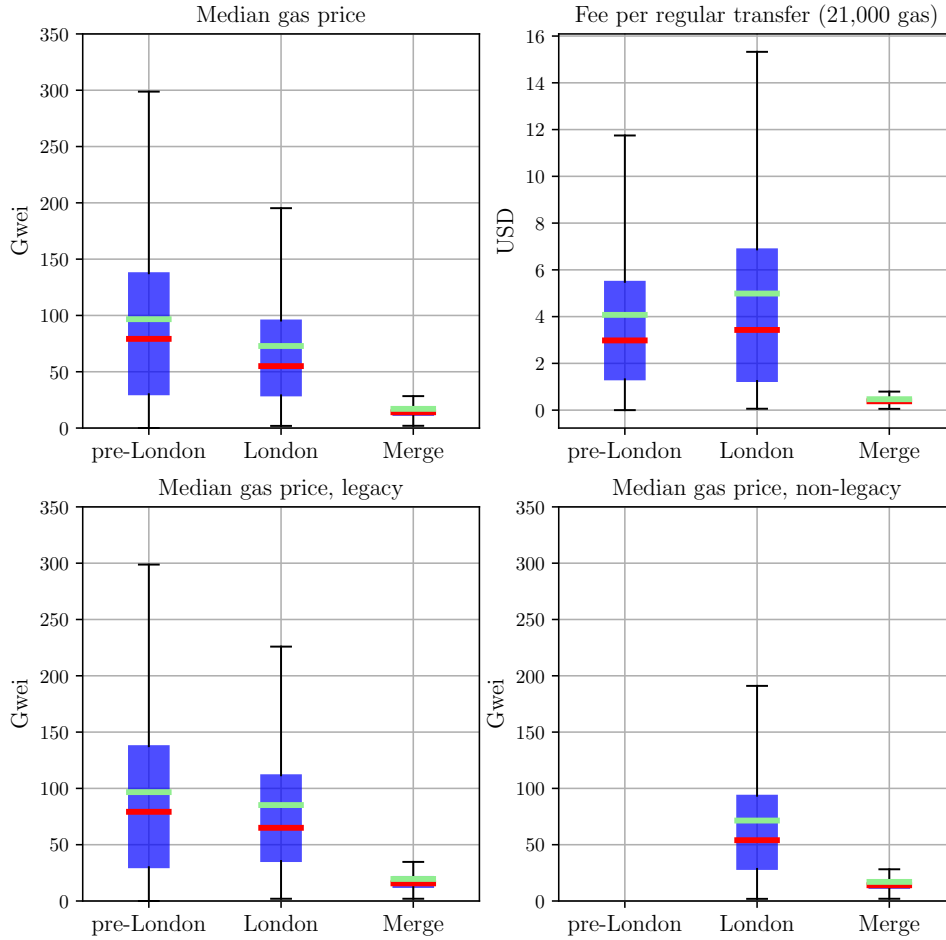 Median gas price
350
300
250
200
150
100
50
0
Gwei
pre-London London Merge
Fee per regular transfer (21,000 gas)
16
14
12
10
8
6
4
2
0
USD
pre-London London Merge
Median gas price, legacy
350
300
250
200
150
100
50
0
Gwei
pre-London London Merge
Median gas price, non-legacy
350
300
250
200
150
100
50
0
Gwei
pre-London London Merge